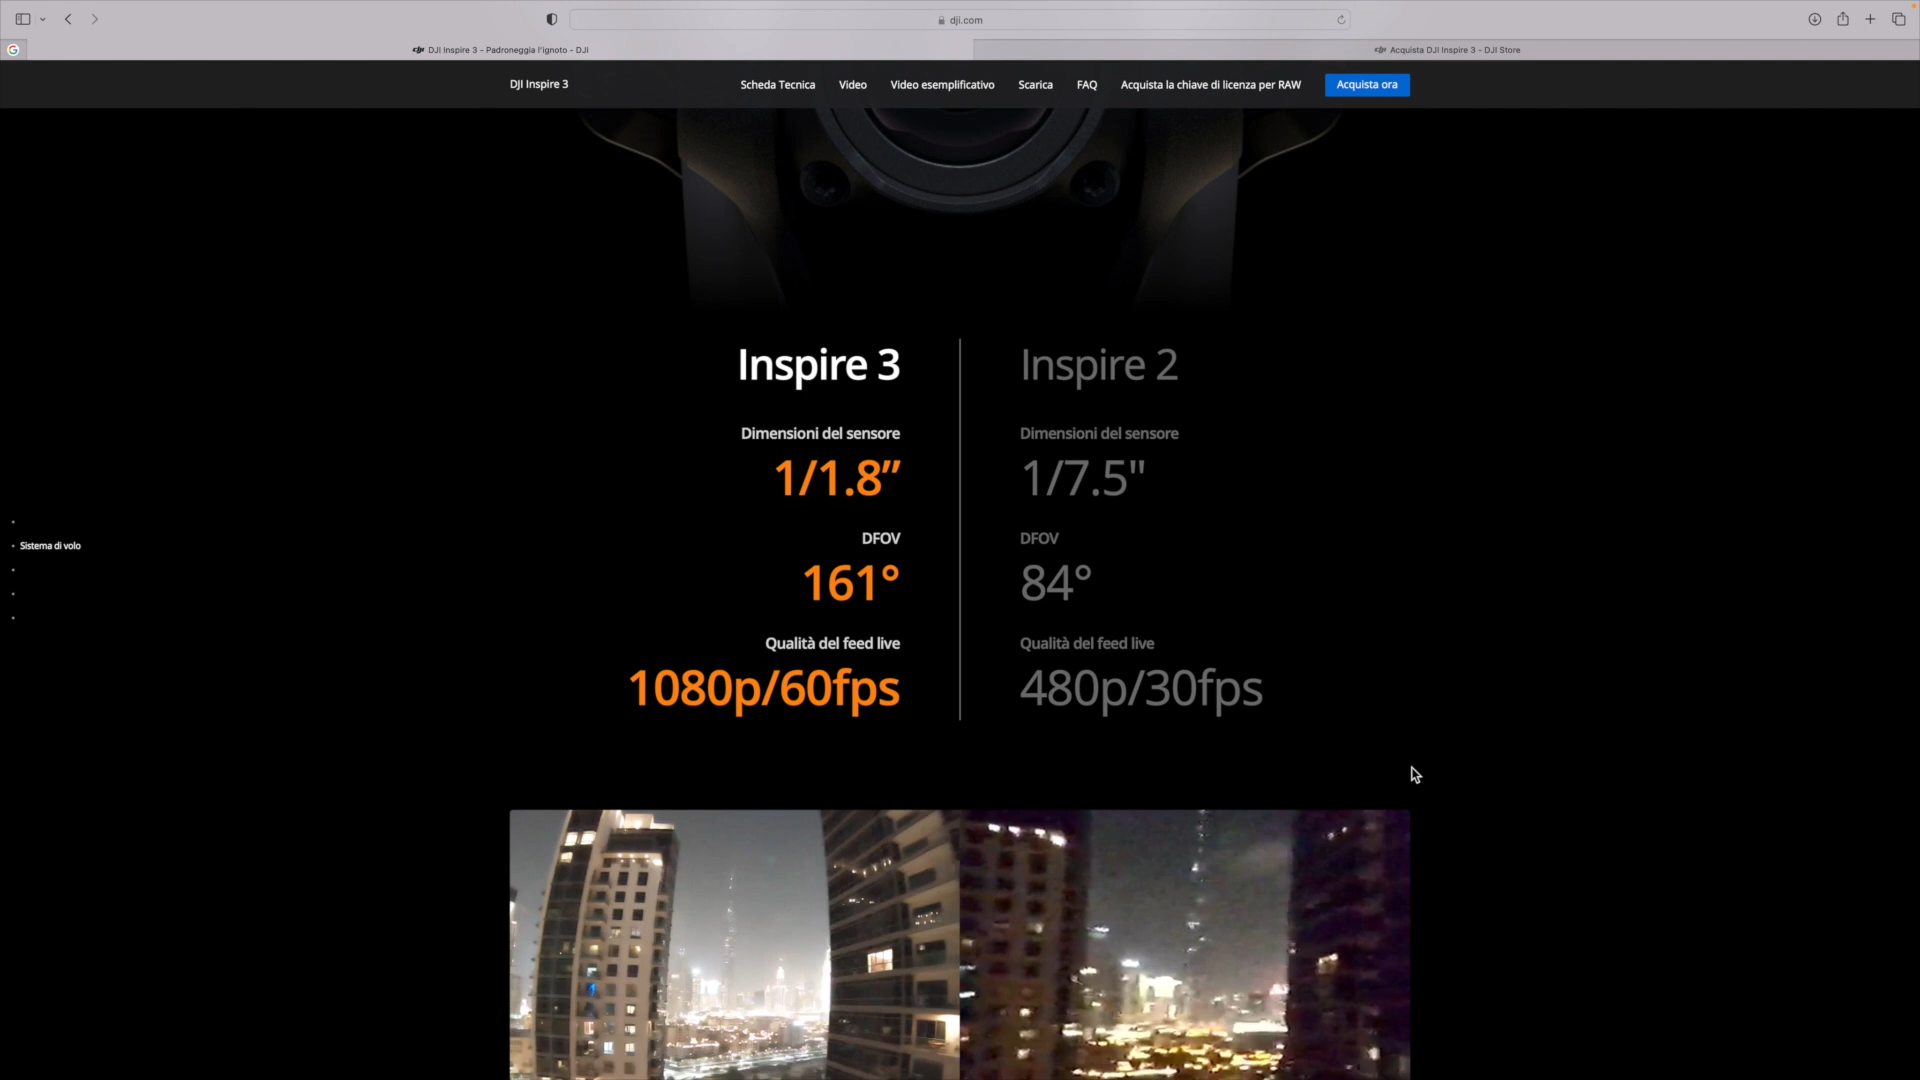 dji.com
DJI Inspire 3 - Padroneggia l'ignoto - DJI
Acquista DJI Inspire 3 - DJI Store
DJI Inspire 3
Scheda Tecnica
Video
Video esemplificativo
Scarica
FAQ
Acquista la chiave di licenza per RAW
Acquista ora
Inspire 3
Dimensioni del sensore
1/1.8”
DFOV
161°
Qualità del feed live
1080p/60fps
Inspire 2
Dimensioni del sensore
1/7.5"
DFOV
84°
Qualità del feed live
480p/30fps
Sistema di volo